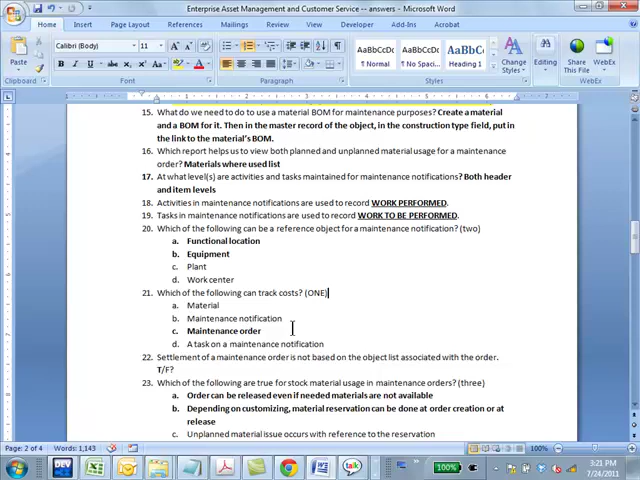 Enterprise Asset Management and Customer Service -- answers - Microsoft Word
Home Insert Page Layout References Mailings Review View Developer Add-Ins Acrobat
Paste
Calibri (Body) 11
AaBbCcDc AaBbCcDc AaBbC
¶ Normal ¶ No Spaci... Heading 1
Change Styles
Editing
Share This File
WebEx
Clipboard Font Paragraph Styles WebEx
15. What do we need to do to use a material BOM for maintenance purposes? Create a material
and a BOM for it. Then in the master record of the object, in the construction type field, put in
the link to the material's BOM.
16. Which report helps us to view both planned and unplanned material usage for a maintenance
order? Materials where used list
17. At what level(s) are activities and tasks maintained for maintenance notifications? Both header
and item levels
18. Activities in maintenance notifications are used to record WORK PERFORMED.
19. Tasks in maintenance notifications are used to record WORK TO BE PERFORMED.
20. Which of the following can be a reference object for a maintenance notification? (two)
a. Functional location
b. Equipment
c. Plant
d. Work center
21. Which of the following can track costs? (ONE)
a. Material
b. Maintenance notification
c. Maintenance order
d. A task on a maintenance notification
22. Settlement of a maintenance order is not based on the object list associated with the order.
T/F?
23. Which of the following are true for stock material usage in maintenance orders? (three)
a. Order can be released even if needed materials are not available
b. Depending on customizing, material reservation can be done at order creation or at
release
c. Unplanned material issue occurs with reference to the reservation
Page: 2 of 4 Words: 1,143 100%
DEV talk 100% 3:21 PM
7/24/2011